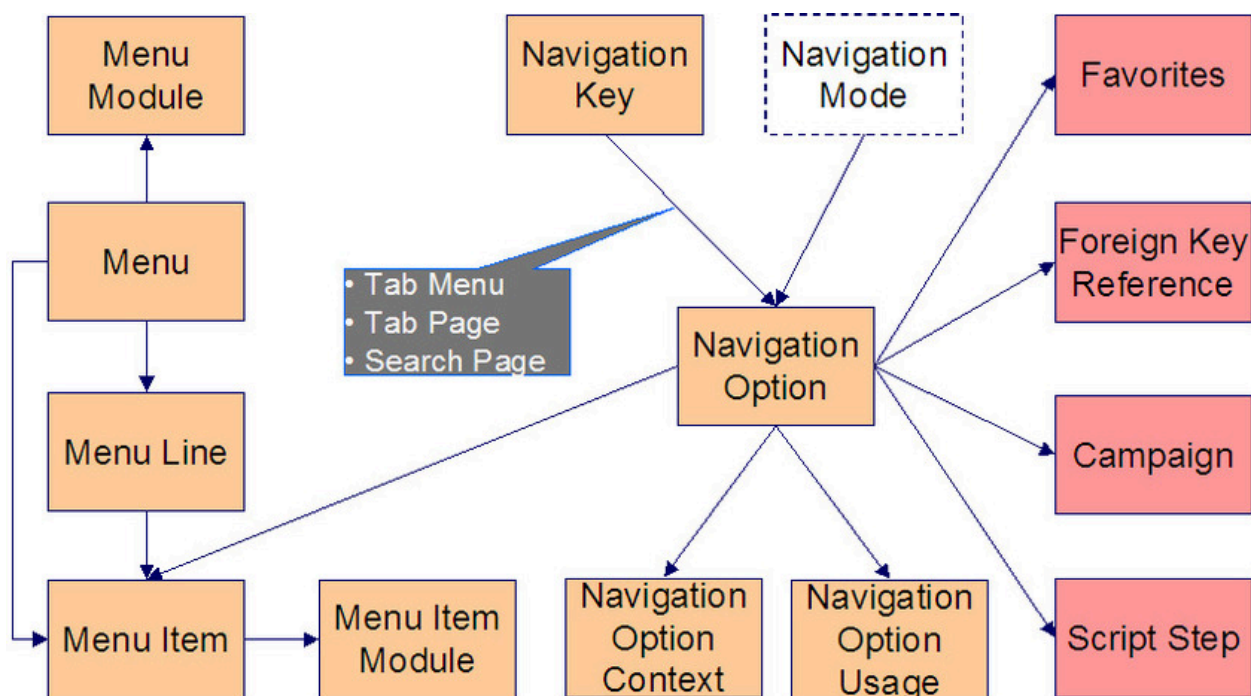 Menu
Module
Navigation
Key
Navigation
Mode
Favorites
Menu
Foreign Key
Reference
• Tab Menu
• Tab Page
• Search Page
Navigation
Option
Menu Line
Campaign
Menu Item
Menu Item
Module
Navigation
Option
Context
Navigation
Option
Usage
Script Step